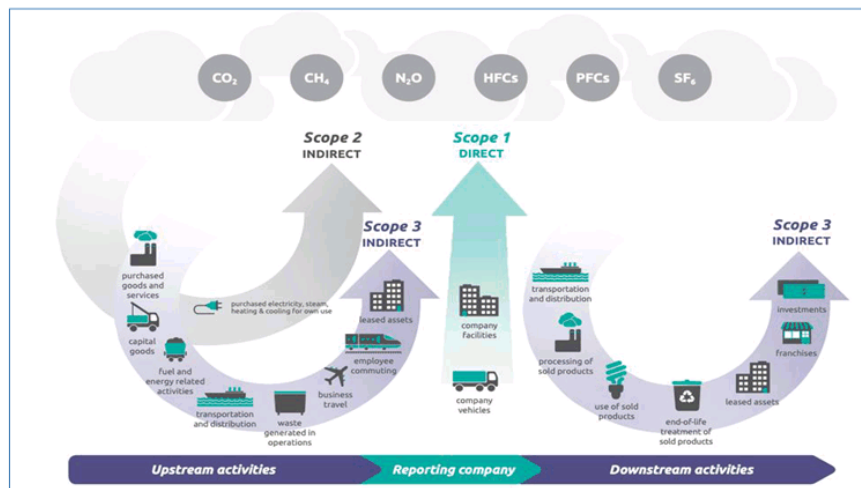 CO₂
CH₄
N₂O
HFCs
PFCs
SF₆
Scope 2
INDIRECT
Scope 1
DIRECT
Scope 3
INDIRECT
Scope 3
INDIRECT
purchased
goods and
services
capital
goods
fuel and
energy related
activities
transportation
and distribution
waste
generated in
operations
business
travel
employee
commuting
leased assets
purchased electricity, steam,
heating & cooling for own use
company
facilities
company
vehicles
transportation
and distribution
processing of
sold products
use of sold
products
end-of-life
treatment of
sold products
leased assets
franchises
investments
Upstream activities
Reporting company
Downstream activities